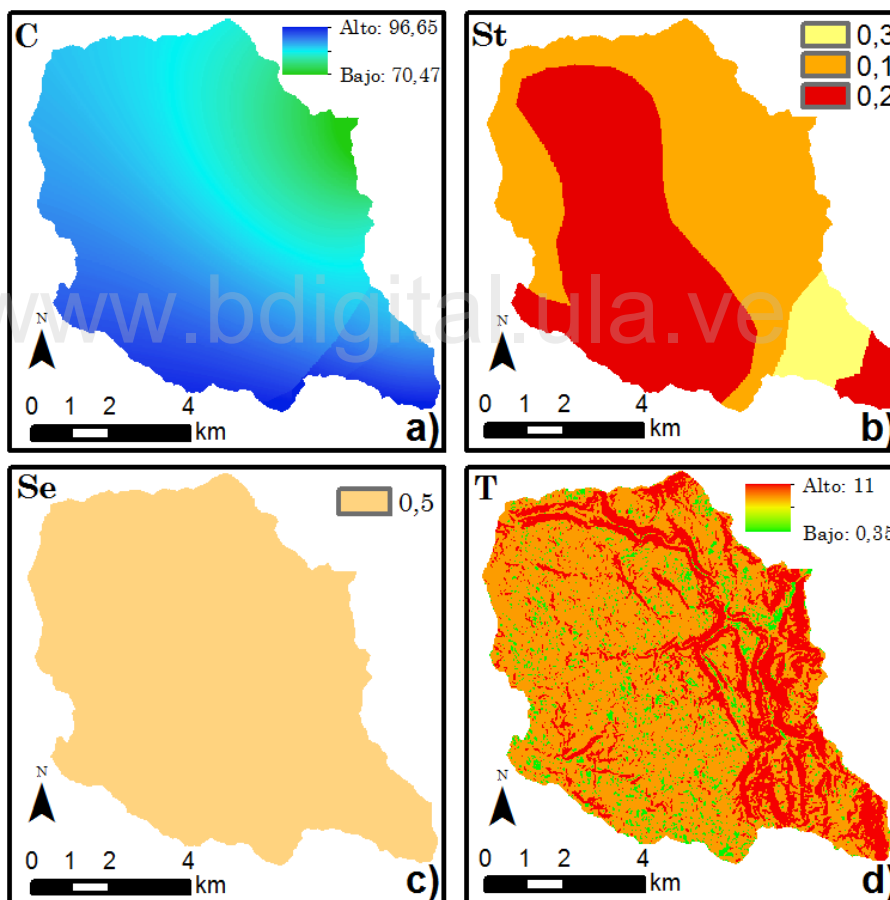 C
Alto: 96,65
Bajo: 70,47
N
0 1 2 4
km
a)
St
0,3
0,1
0,2
N
0 1 2 4
km
b)
www.bdigital.ula.ve
Se
0,5
N
0 1 2 4
km
c)
T
Alto: 11
Bajo: 0,35
N
0 1 2 4
km
d)